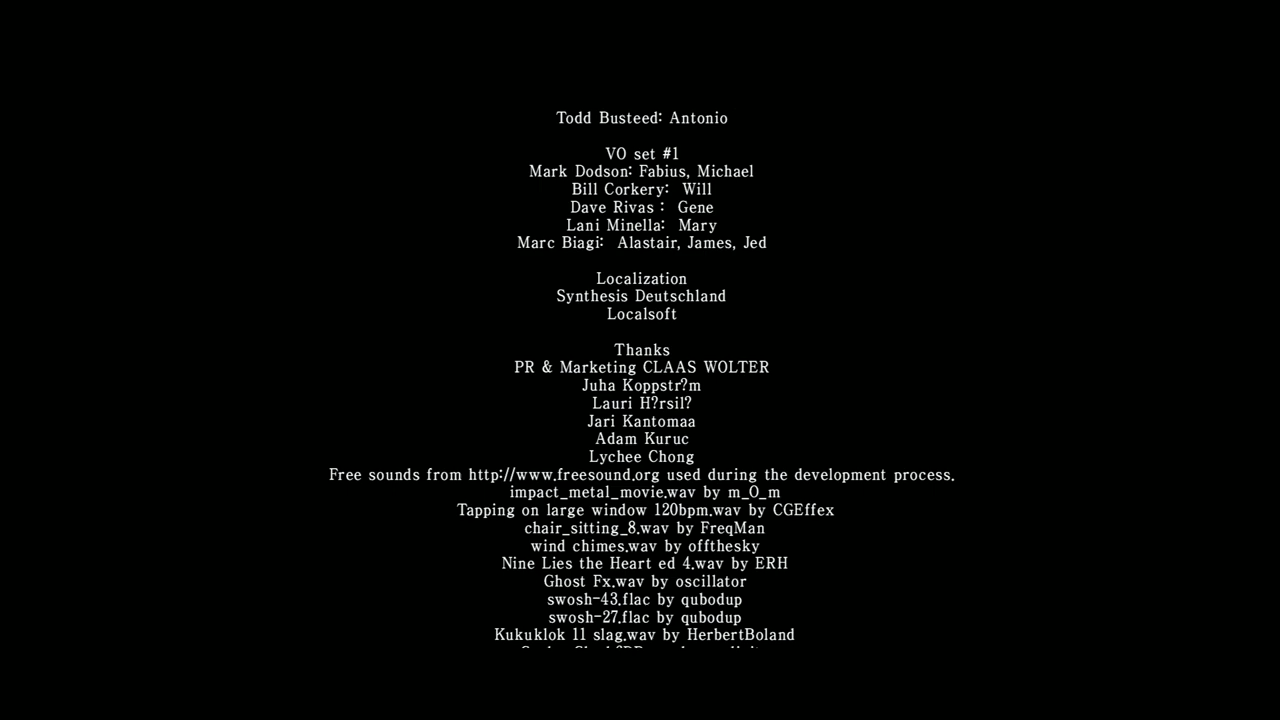 Todd Busteed: Antonio
VO set #1
Mark Dodson: Fabius, Michael
Bill Corkery: Will
Dave Rivas : Gene
Lani Minella: Mary
Marc Biagi: Alastair, James, Jed
Localization
Synthesis Deutschland
Localsoft
Thanks
PR & Marketing CLAAS WOLTER
Juha Koppstr?m
Lauri H?rsil?
Jari Kantomaa
Adam Kuruc
Lychee Chong
Free sounds from http://www.freesound.org used during the development process.
impact_metal_movie.wav by m_O_m
Tapping on large window 120bpm.wav by CGEffex
chair_sitting_8.wav by FreqMan
wind chimes.wav by offthesky
Nine Lies the Heart ed 4.wav by ERH
Ghost Fx.wav by oscillator
swosh-43.flac by qubodup
swosh-27.flac by qubodup
Kukuklok 11 slag.wav by HerbertBoland